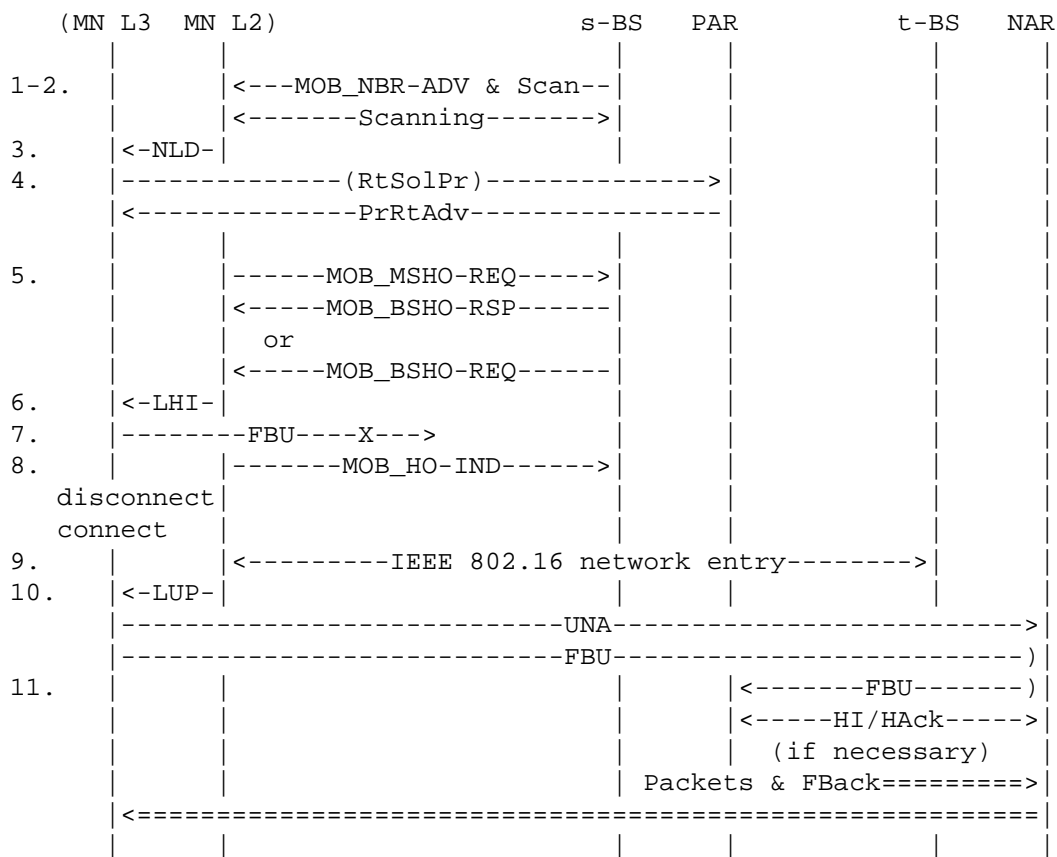 (MN L3  MN L2)                     s-BS    PAR             t-BS    NAR
1-2.    |      |<---MOB_NBR-ADV & Scan--|      |            |      |
        |      |<-------Scanning------->|      |            |      |
3.      |<-NLD-|                        |      |            |      |
4.      |--------------(RtSolPr)-------------->|            |      |
        |<--------------PrRtAdv----------------|            |      |
        |      |                        |      |            |      |
5.      |      |------MOB_MSHO-REQ----->|      |            |      |
        |      |<-----MOB_BSHO-RSP------|      |            |      |
        |      |  or                    |      |            |      |
        |      |<-----MOB_BSHO-REQ------|      |            |      |
6.      |<-LHI-|                        |      |            |      |
7.      |--------FBU----X--->           |      |            |      |
8.      |      |-------MOB_HO-IND------>|      |            |      |
     disconnect|                        |      |            |      |
     connect   |                        |      |            |      |
9.      |      |<---------IEEE 802.16 network entry-------->|      |
10.     |<-LUP-|                        |      |            |      |
        |----------------------------UNA-------------------------->|
        |----------------------------FBU--------------------------)|
11.     |      |                        |      |<-------FBU-------)|
        |      |                        |      |<-----HI/HAck----->|
        |      |                        |      |  (if necessary)   |
        |      |                        | Packets & FBack=========>|
        |<=========================================================|
        |      |                        |      |            |      |